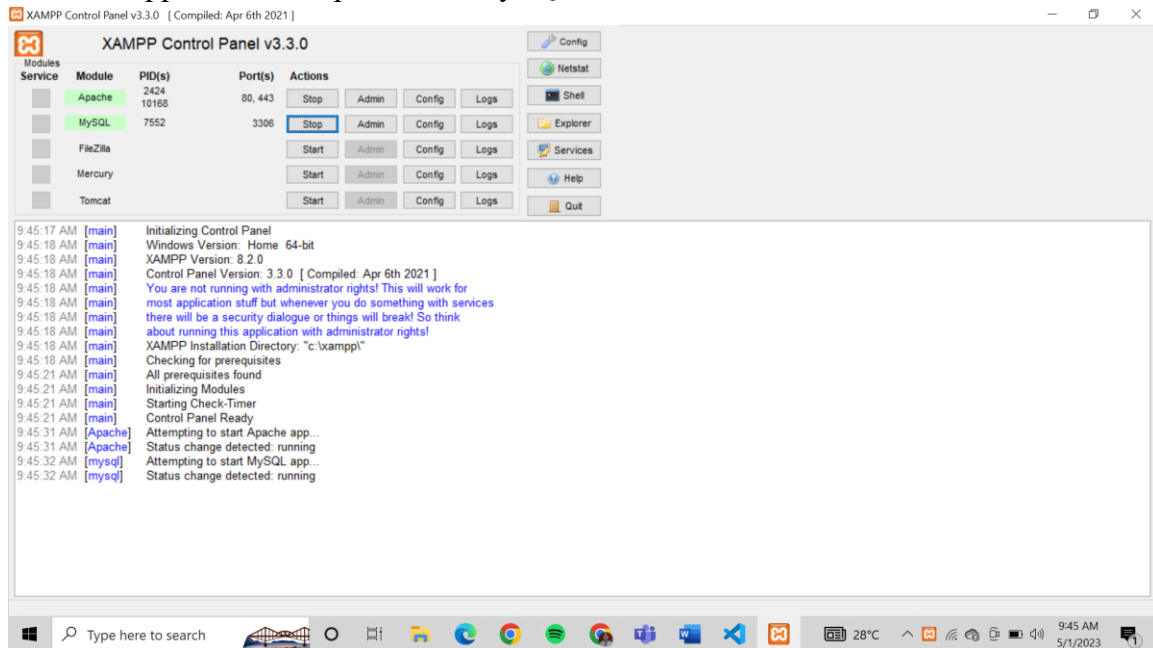 XAMPP Control Panel v3.3.0 [ Compiled: Apr 6th 2021 ]
XAMPP Control Panel v3.3.0
Config
Modules
Service Module PID(s) Port(s) Actions
Netstat
Apache 2424 10168 80, 443 Stop Admin Config Logs
Shell
MySQL 7552 3306 Stop Admin Config Logs
Explorer
FileZilla Start Admin Config Logs
Services
Mercury Start Admin Config Logs
Help
Tomcat Start Admin Config Logs
Quit
9:45:17 AM [main] Initializing Control Panel
9:45:18 AM [main] Windows Version: Home 64-bit
9:45:18 AM [main] XAMPP Version: 8.2.0
9:45:18 AM [main] Control Panel Version: 3.3.0 [ Compiled: Apr 6th 2021 ]
9:45:18 AM [main] You are not running with administrator rights! This will work for
9:45:18 AM [main] most application stuff but whenever you do something with services
9:45:18 AM [main] there will be a security dialogue or things will break! So think
9:45:18 AM [main] about running this application with administrator rights!
9:45:18 AM [main] XAMPP Installation Directory: "c:\xampp\"
9:45:18 AM [main] Checking for prerequisites
9:45:21 AM [main] All prerequisites found
9:45:21 AM [main] Initializing Modules
9:45:21 AM [main] Starting Check-Timer
9:45:21 AM [main] Control Panel Ready
9:45:31 AM [Apache] Attempting to start Apache app...
9:45:31 AM [Apache] Status change detected: running
9:45:32 AM [mysql] Attempting to start MySQL app...
9:45:32 AM [mysql] Status change detected: running
Type here to search
28°C
9:45 AM
5/1/2023
1